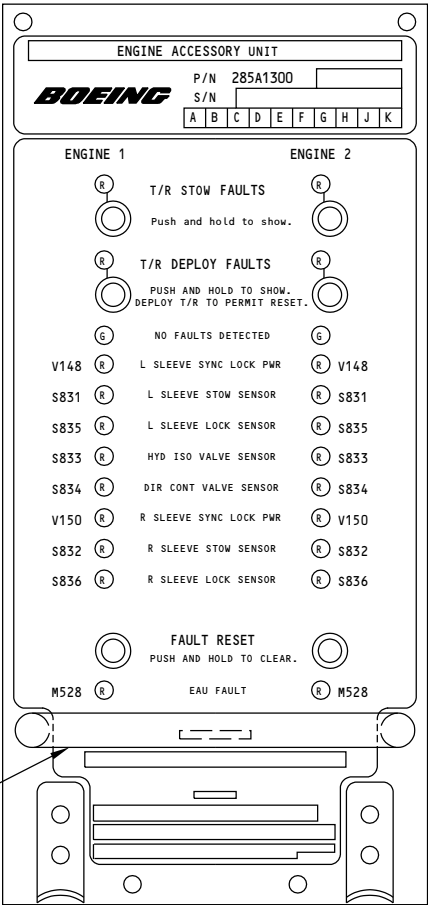 ENGINE ACCESSORY UNIT
BOEING
P/N 285A1300
S/N
A B C D E F G H J K
ENGINE 1 ENGINE 2
R T/R STOW FAULTS R
Push and hold to show.
R T/R DEPLOY FAULTS R
PUSH AND HOLD TO SHOW.
DEPLOY T/R TO PERMIT RESET.
G NO FAULTS DETECTED G
V148 R L SLEEVE SYNC LOCK PWR R V148
S831 R L SLEEVE STOW SENSOR R S831
S835 R L SLEEVE LOCK SENSOR R S835
S833 R HYD ISO VALVE SENSOR R S833
S834 R DIR CONT VALVE SENSOR R S834
V150 R R SLEEVE SYNC LOCK PWR R V150
S832 R R SLEEVE STOW SENSOR R S832
S836 R R SLEEVE LOCK SENSOR R S836
FAULT RESET
PUSH AND HOLD TO CLEAR.
M528 R EAU FAULT R M528